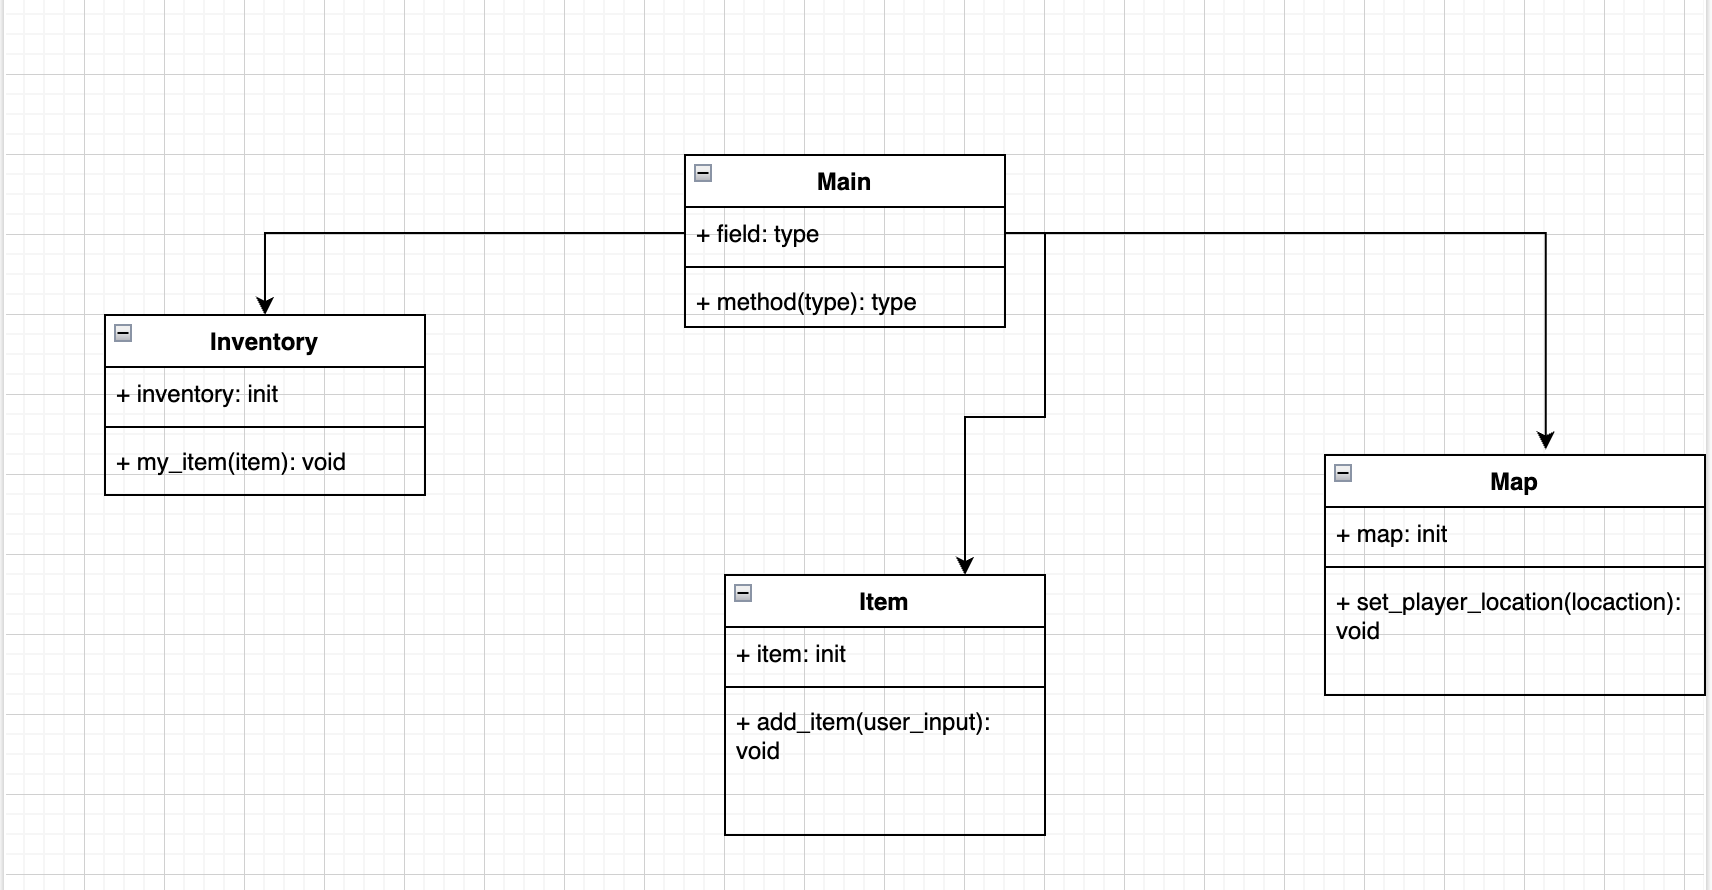 Main
+ field: type
+ method(type): type
Inventory
+ inventory: init
+ my_item(item): void
Item
+ item: init
+ add_item(user_input):
void
Map
+ map: init
+ set_player_location(locaction):
void